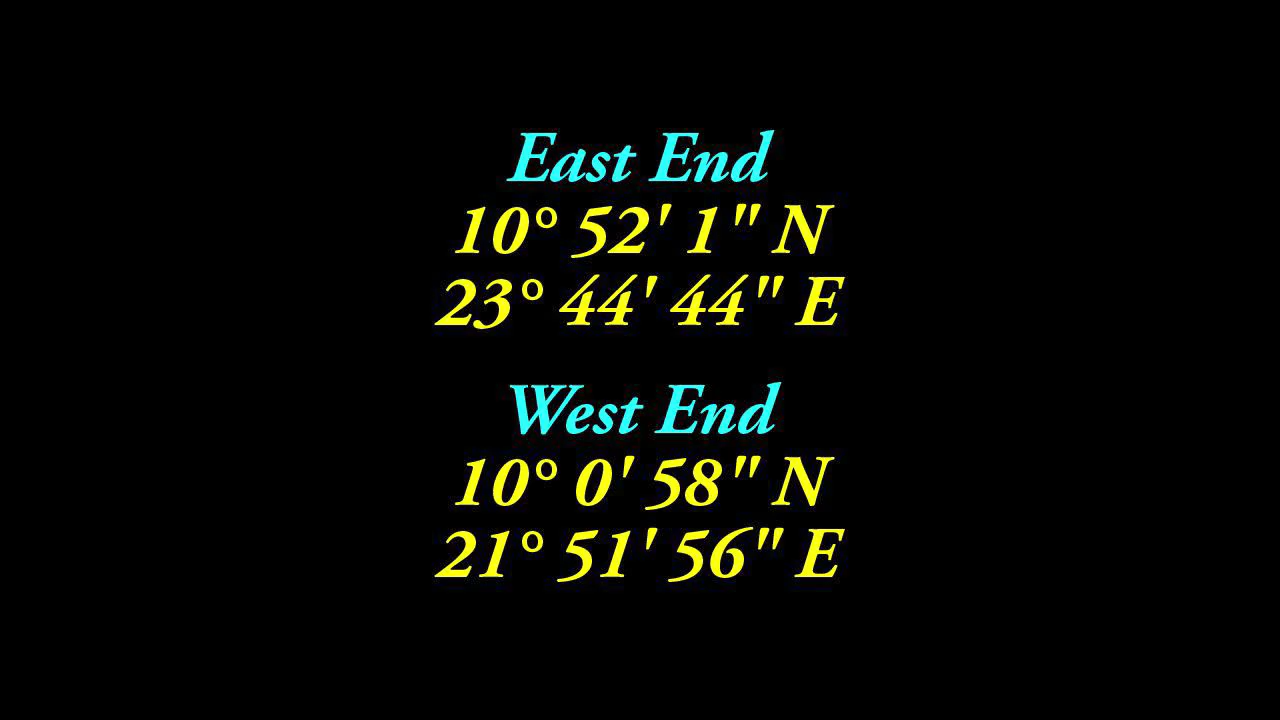 East End
10° 52' 1" N
23° 44' 44" E
West End
10° 0' 58" N
21° 51' 56" E